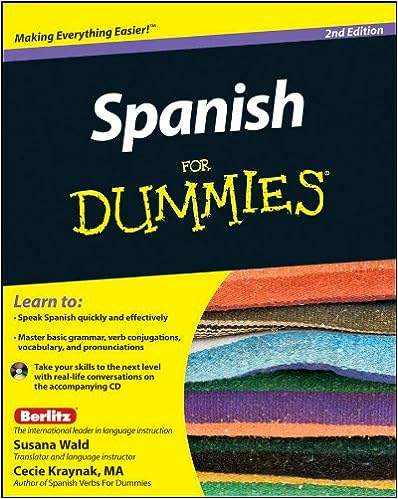 Making Everything Easier!™
2nd Edition
Spanish
FOR
DUMMIES®
Learn to:
• Speak Spanish quickly and effectively
• Master basic grammar, verb conjugations,
vocabulary, and pronunciations
Take your skills to the next level
with real-life conversations on
the accompanying CD
Berlitz
The international leader in language instruction
Susana Wald
Translator and language instructor
Cecie Kraynak, MA
Author of Spanish Verbs For Dummies